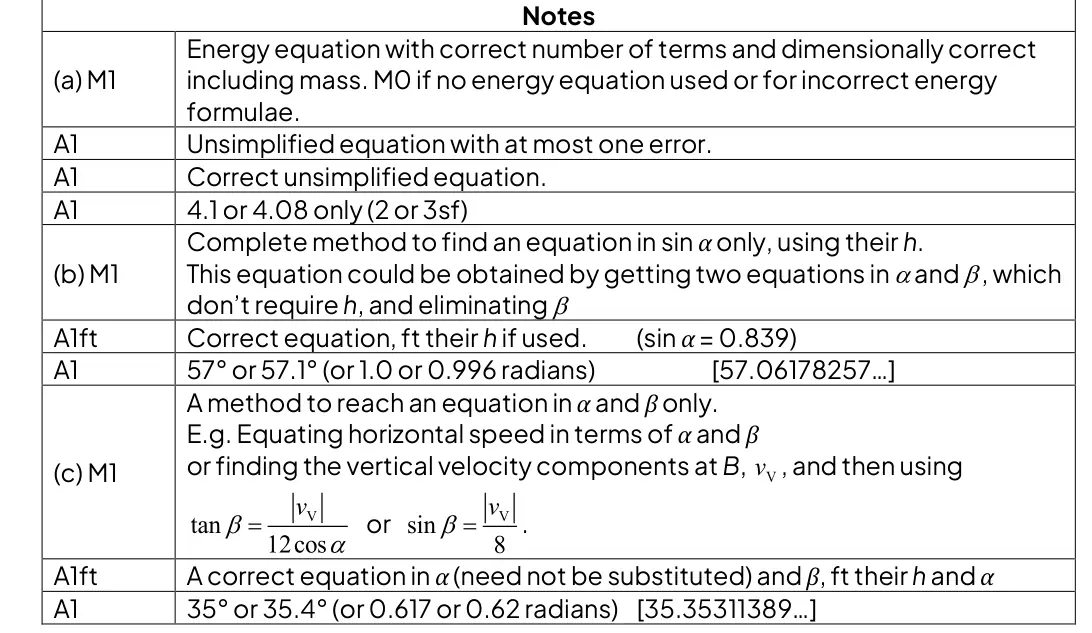 Notes
(a) M1
Energy equation with correct number of terms and dimensionally correct
including mass. M0 if no energy equation used or for incorrect energy
formulae.
A1
Unsimplified equation with at most one error.
A1
Correct unsimplified equation.
A1
4.1 or 4.08 only (2 or 3sf)
(b) M1
Complete method to find an equation in sin α only, using their h.
This equation could be obtained by getting two equations in α and β, which
don't require h, and eliminating β
A1ft
Correct equation, ft their h if used. (sin α = 0.839)
A1
57° or 57.1° (or 1.0 or 0.996 radians) [57.06178257...]
(c) M1
A method to reach an equation in α and β only.
E.g. Equating horizontal speed in terms of α and β
or finding the vertical velocity components at B, v_V, and then using
tan β = |v_V| / 12 cos α or sin β = |v_V| / 8.
A1ft
A correct equation in α (need not be substituted) and β, ft their h and α
A1
35° or 35.4° (or 0.617 or 0.62 radians) [35.35311389...]